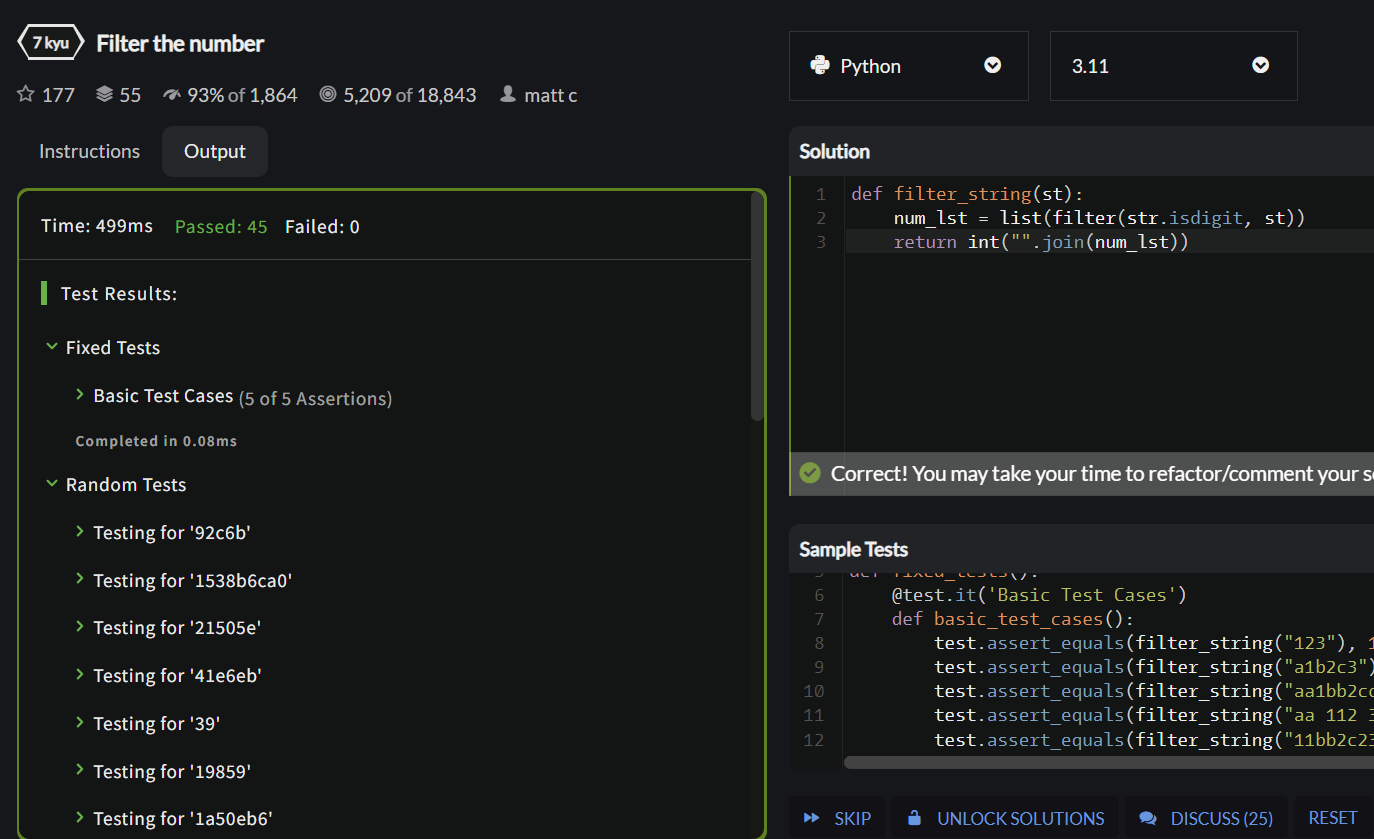 7 kyu Filter the number
177 55 93% of 1,864 5,209 of 18,843 matt c
Instructions Output
Time: 499ms Passed: 45 Failed: 0
Test Results:
Fixed Tests
Basic Test Cases (5 of 5 Assertions)
Completed in 0.08ms
Random Tests
Testing for '92c6b'
Testing for '1538b6ca0'
Testing for '21505e'
Testing for '41e6eb'
Testing for '39'
Testing for '19859'
Testing for '1a50eb6'
Python 3.11
Solution
1 def filter_string(st):
2 num_lst = list(filter(str.isdigit, st))
3 return int("".join(num_lst))
Correct! You may take your time to refactor/comment your s
Sample Tests
5 def fixed_tests():
6 @test.it('Basic Test Cases')
7 def basic_test_cases():
8 test.assert_equals(filter_string("123"), 1
9 test.assert_equals(filter_string("a1b2c3")
10 test.assert_equals(filter_string("aa1bb2cc
11 test.assert_equals(filter_string("aa 112 3
12 test.assert_equals(filter_string("11bb2c23
SKIP UNLOCK SOLUTIONS DISCUSS (25) RESET